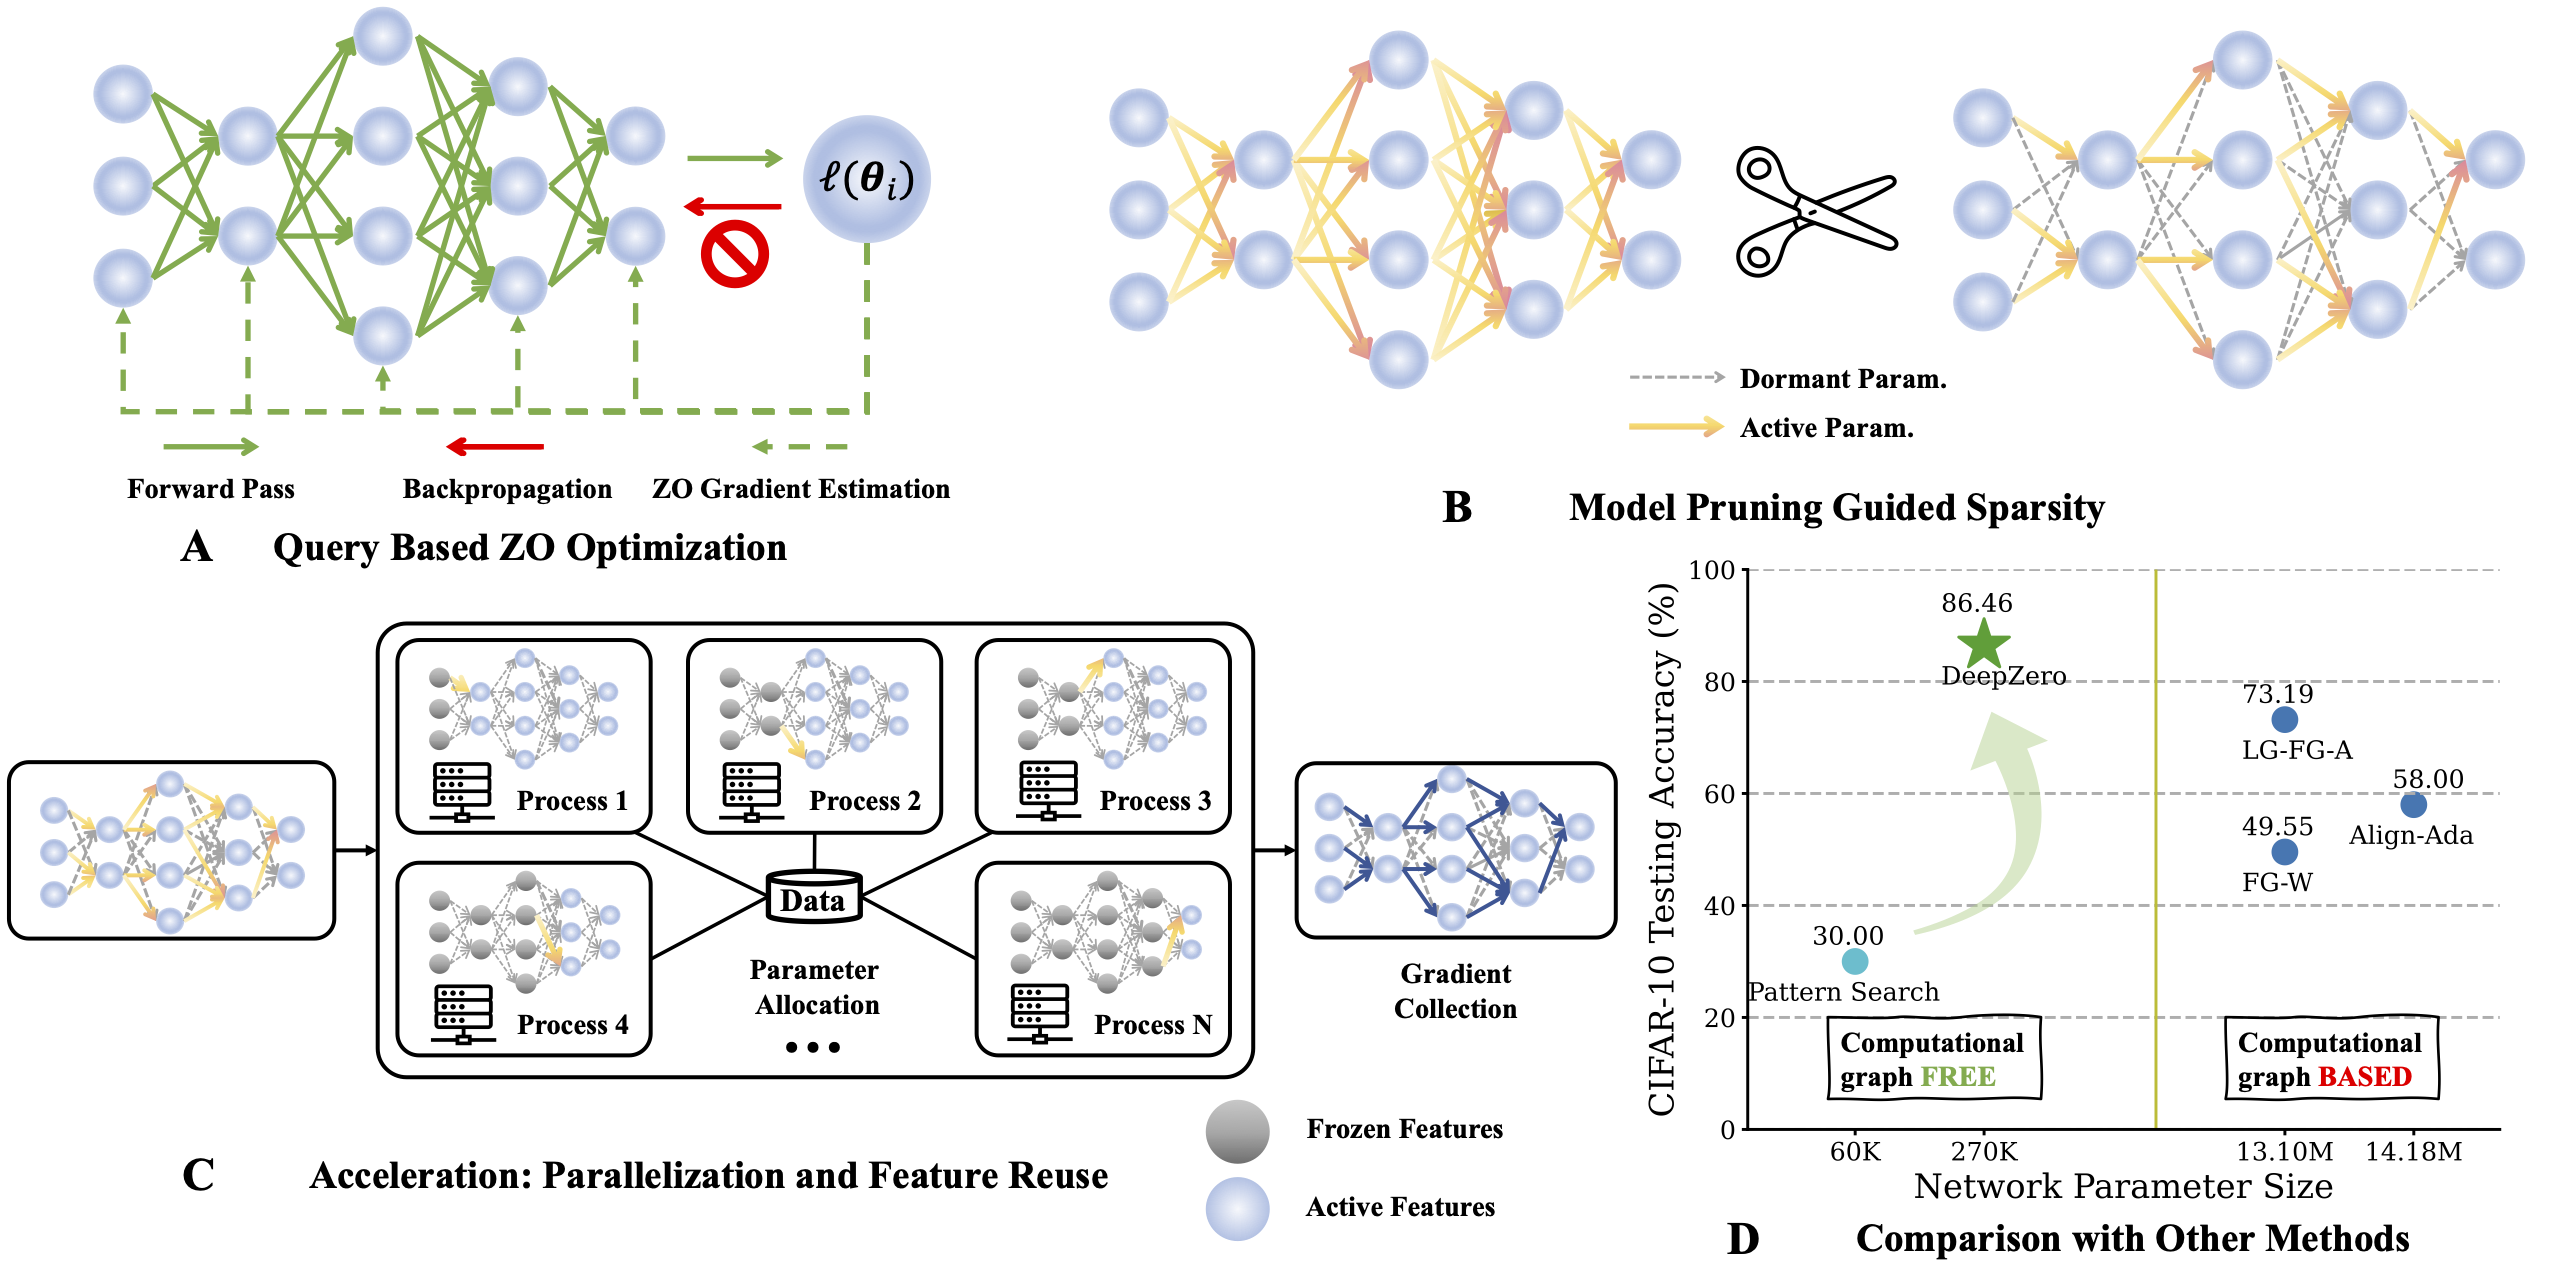 ℓ(θᵢ)
Forward Pass
Backpropagation
ZO Gradient Estimation
A Query Based ZO Optimization
Dormant Param.
Active Param.
B Model Pruning Guided Sparsity
Process 1
Process 2
Process 3
Process 4
Process N
Data
Parameter
Allocation
•••
Gradient
Collection
Frozen Features
Active Features
C Acceleration: Parallelization and Feature Reuse
CIFAR-10 Testing Accuracy (%)
100
80
60
40
20
0
86.46
DeepZero
73.19
LG-FG-A
58.00
Align-Ada
49.55
FG-W
30.00
Pattern Search
Computational
graph FREE
Computational
graph BASED
60K
270K
13.10M
14.18M
Network Parameter Size
D Comparison with Other Methods